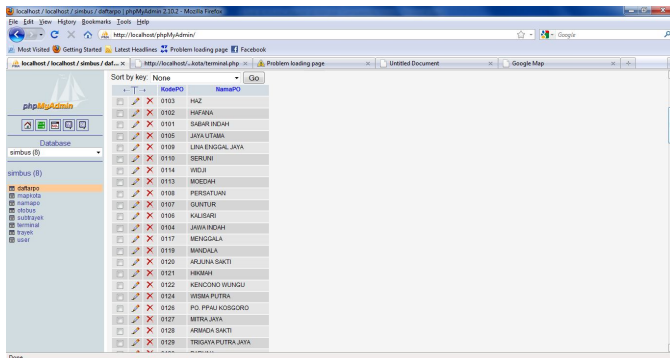 localhost / localhost / simbus / daftarpo | phpMyAdmin 2.10.2 - Mozilla Firefox
File Edit View History Bookmarks Tools Help
http://localhost/phpMyAdmin/
Google
Most Visited Getting Started Latest Headlines Problem loading page Facebook
localhost / localhost / simbus / daf... http://localhost/...kota/terminal.php Problem loading page Untitled Document Google Map
phpMyAdmin
Database
simbus (8)
simbus (8)
daftarpo
mapkota
namapo
otobus
subtrayek
terminal
trayek
user
Sort by key: None Go
KodePO NamaPO
0103 HAZ
0102 HAFANA
0101 SABAR INDAH
0105 JAYA UTAMA
0109 LINA ENGGAL JAYA
0110 SERUNI
0114 WIDJI
0113 MOEDAH
0108 PERSATUAN
0107 GUNTUR
0106 KALISARI
0104 JAWA INDAH
0117 MENGGALA
0119 MANDALA
0120 ARJUNA SAKTI
0121 HIKMAH
0122 KENCONO WUNGU
0124 WISMA PUTRA
0126 PO. PPAU KOSGORO
0127 MITRA JAYA
0128 ARMADA SAKTI
0129 TRIGAYA PUTRA JAYA
Done